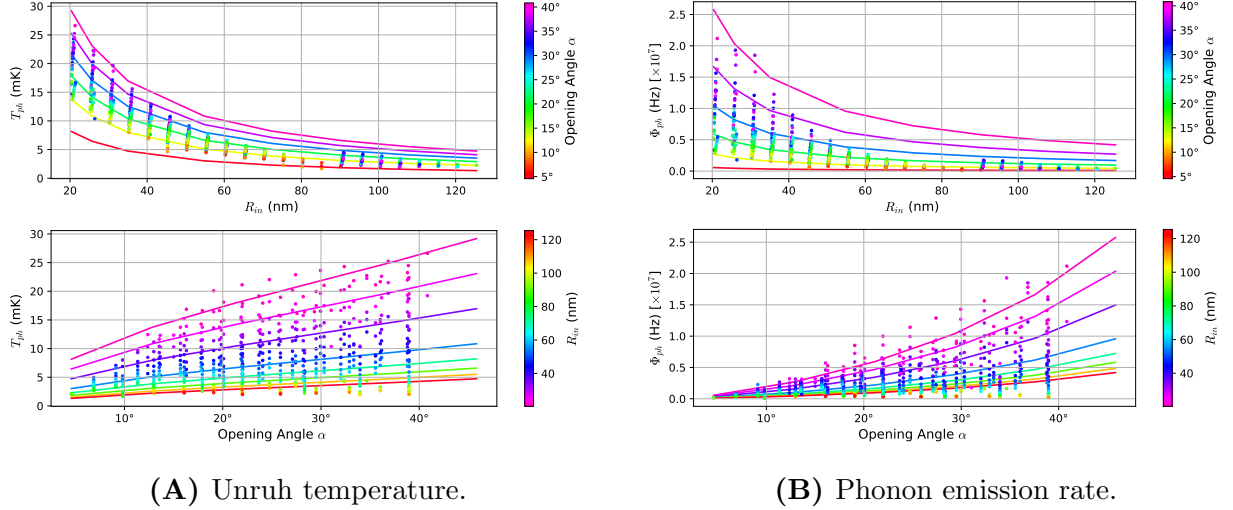 30
25
20
15
10
5
0
T_ph (mK)
20 40 60 80 100 120
R_in (nm)
40°
35°
30°
25°
20°
15°
10°
5°
Opening Angle α
2.5
2.0
1.5
1.0
0.5
0.0
Φ_ph (Hz) [×10^7]
20 40 60 80 100 120
R_in (nm)
40°
35°
30°
25°
20°
15°
10°
5°
Opening Angle α
30
25
20
15
10
5
0
T_ph (mK)
10 20 30 40
Opening Angle α
120
100
80
60
40
R_in (nm)
2.5
2.0
1.5
1.0
0.5
0.0
Φ_ph (Hz) [×10^7]
10° 20° 30° 40°
Opening Angle α
120
100
80
60
40
R_in (nm)
(A) Unruh temperature.
(B) Phonon emission rate.